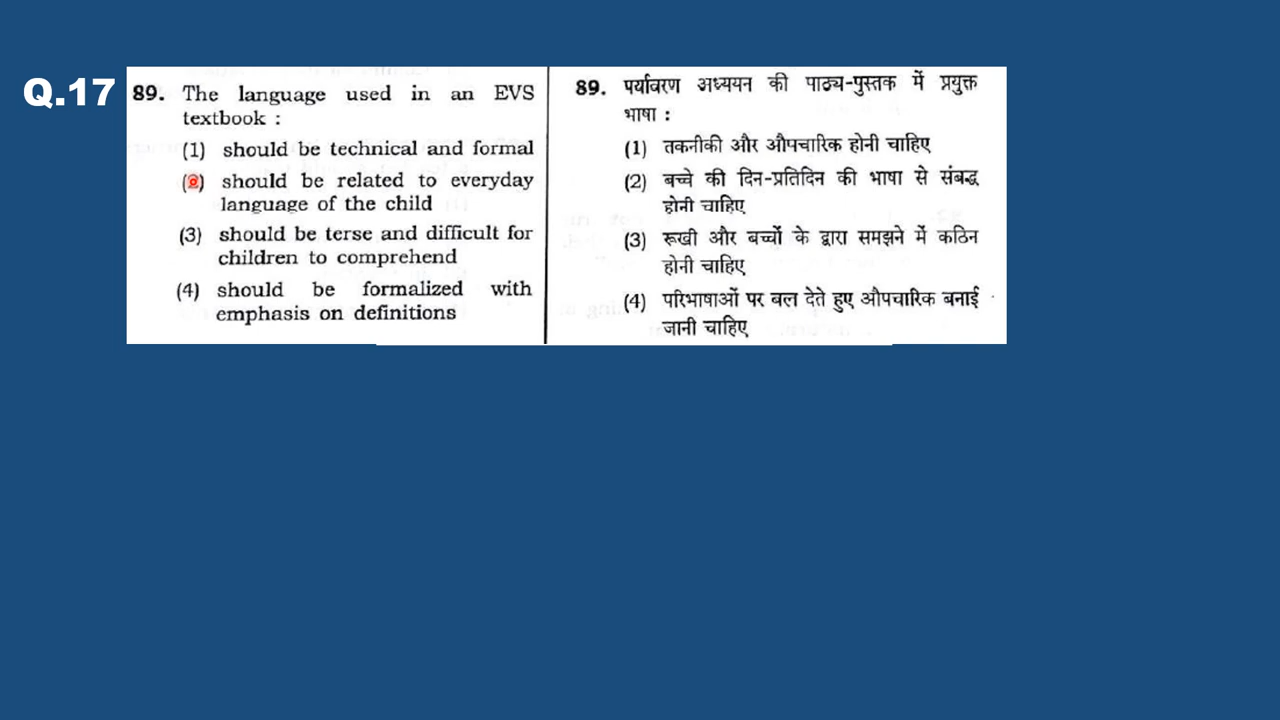 Q.17
89. The language used in an EVS
textbook :
(1) should be technical and formal
(2) should be related to everyday
language of the child
(3) should be terse and difficult for
children to comprehend
(4) should be formalized with
emphasis on definitions
89. पर्यावरण अध्ययन की पाठ्य-पुस्तक में प्रयुक्त
भाषा :
(1) तकनीकी और औपचारिक होनी चाहिए
(2) बच्चे की दिन-प्रतिदिन की भाषा से संबद्ध
होनी चाहिए
(3) रूखी और बच्चों के द्वारा समझने में कठिन
होनी चाहिए
(4) परिभाषाओं पर बल देते हुए औपचारिक बनाई
जानी चाहिए